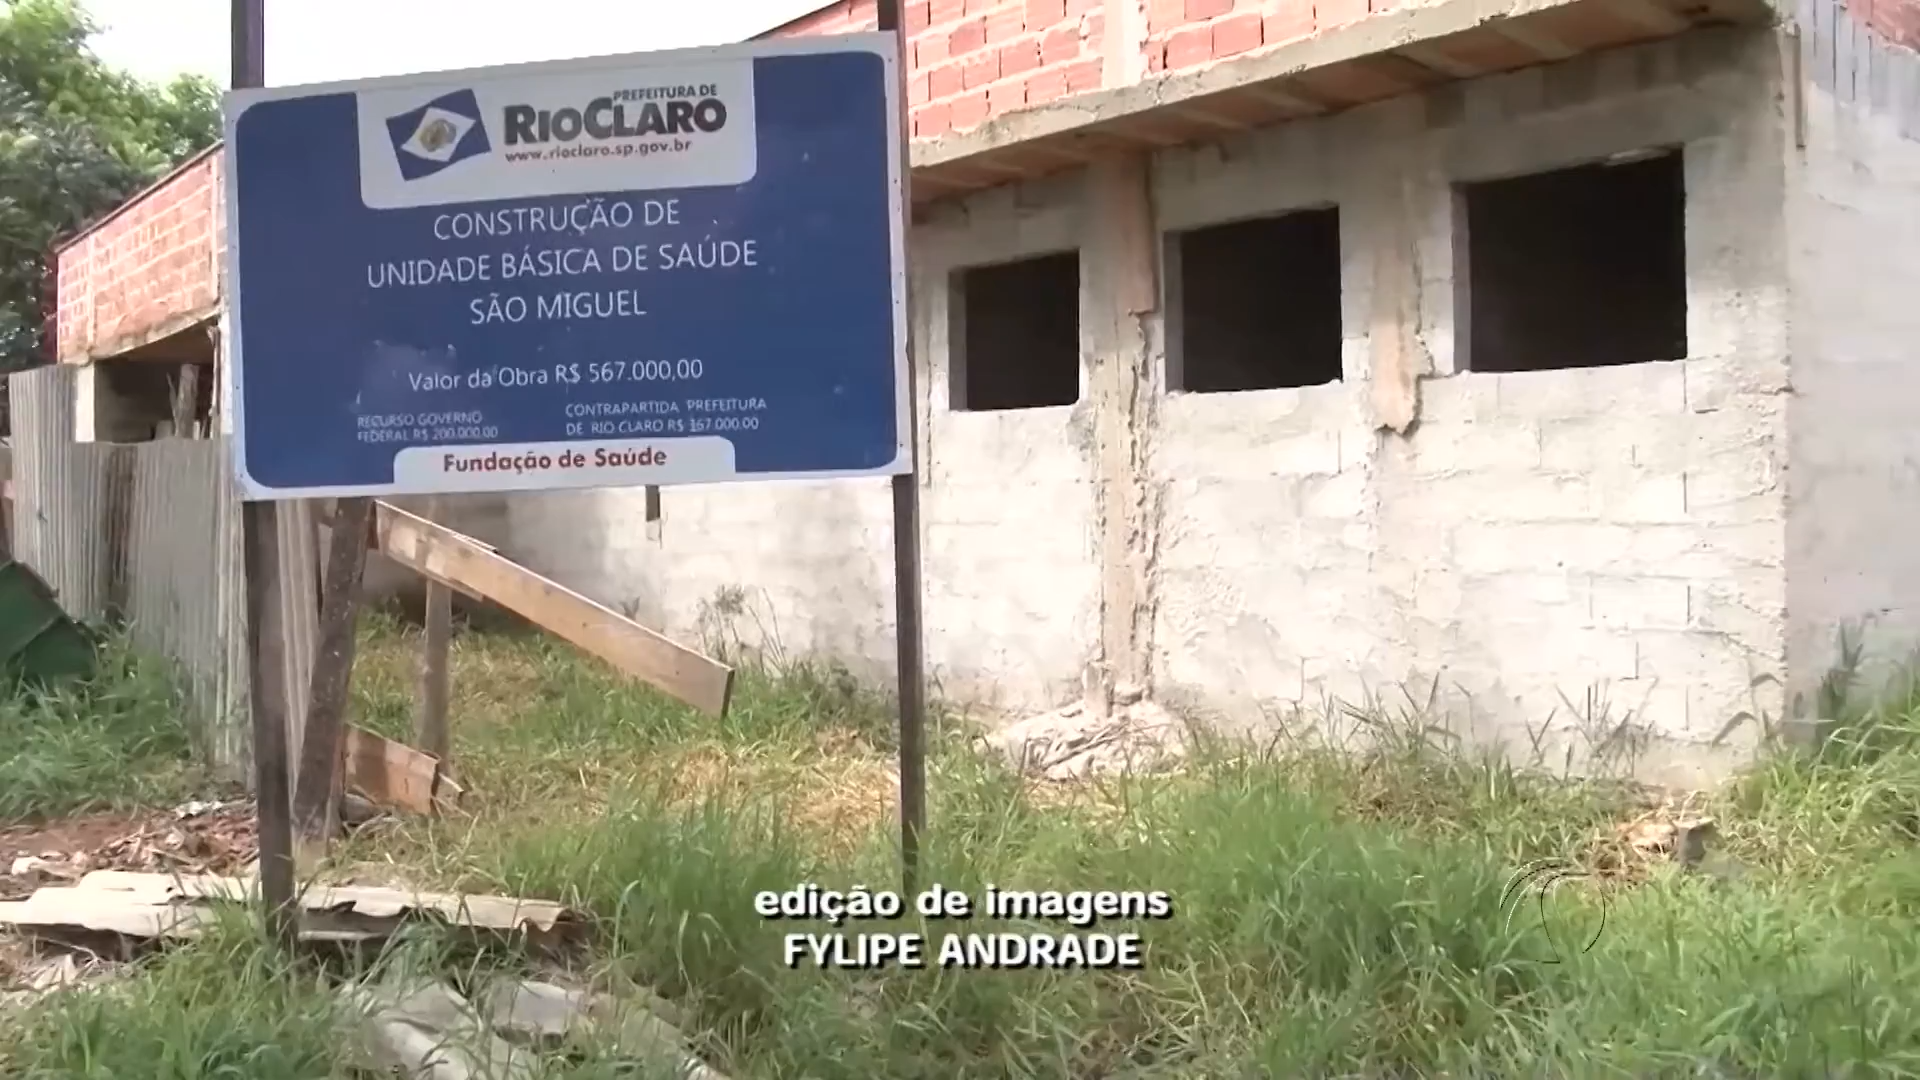 PREFEITURA DE
RIOCLARO
www.rioclaro.sp.gov.br
CONSTRUÇÃO DE
UNIDADE BÁSICA DE SAÚDE
SÃO MIGUEL
Valor da Obra R$ 567.000,00
RECURSO GOVERNO
FEDERAL R$ 200.000,00
CONTRAPARTIDA PREFEITURA
DE RIO CLARO R$ 367.000,00
Fundação de Saúde
edição de imagens
FYLIPE ANDRADE